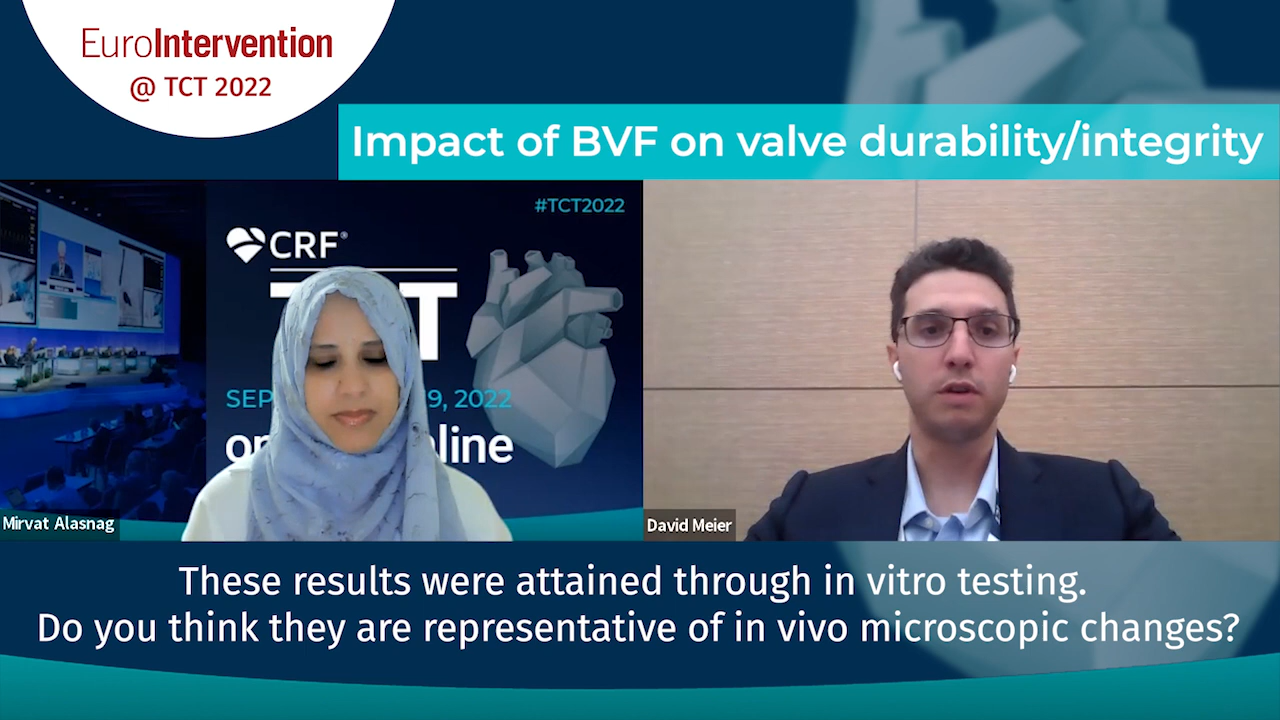 EuroIntervention
@ TCT 2022
Impact of BVF on valve durability/integrity
#TCT2022
CRF®
SEP 9, 2022
line
Mirvat Alasnag
David Meier
These results were attained through in vitro testing.
Do you think they are representative of in vivo microscopic changes?